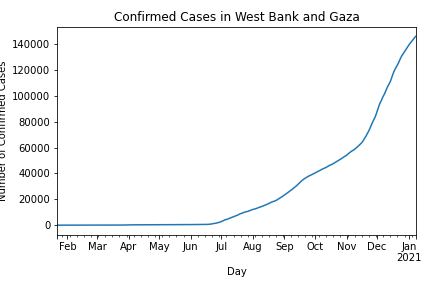 Confirmed Cases in West Bank and Gaza
Number of Confirmed Cases
140000
120000
100000
80000
60000
40000
20000
0
Feb Mar Apr May Jun Jul Aug Sep Oct Nov Dec Jan
2021
Day